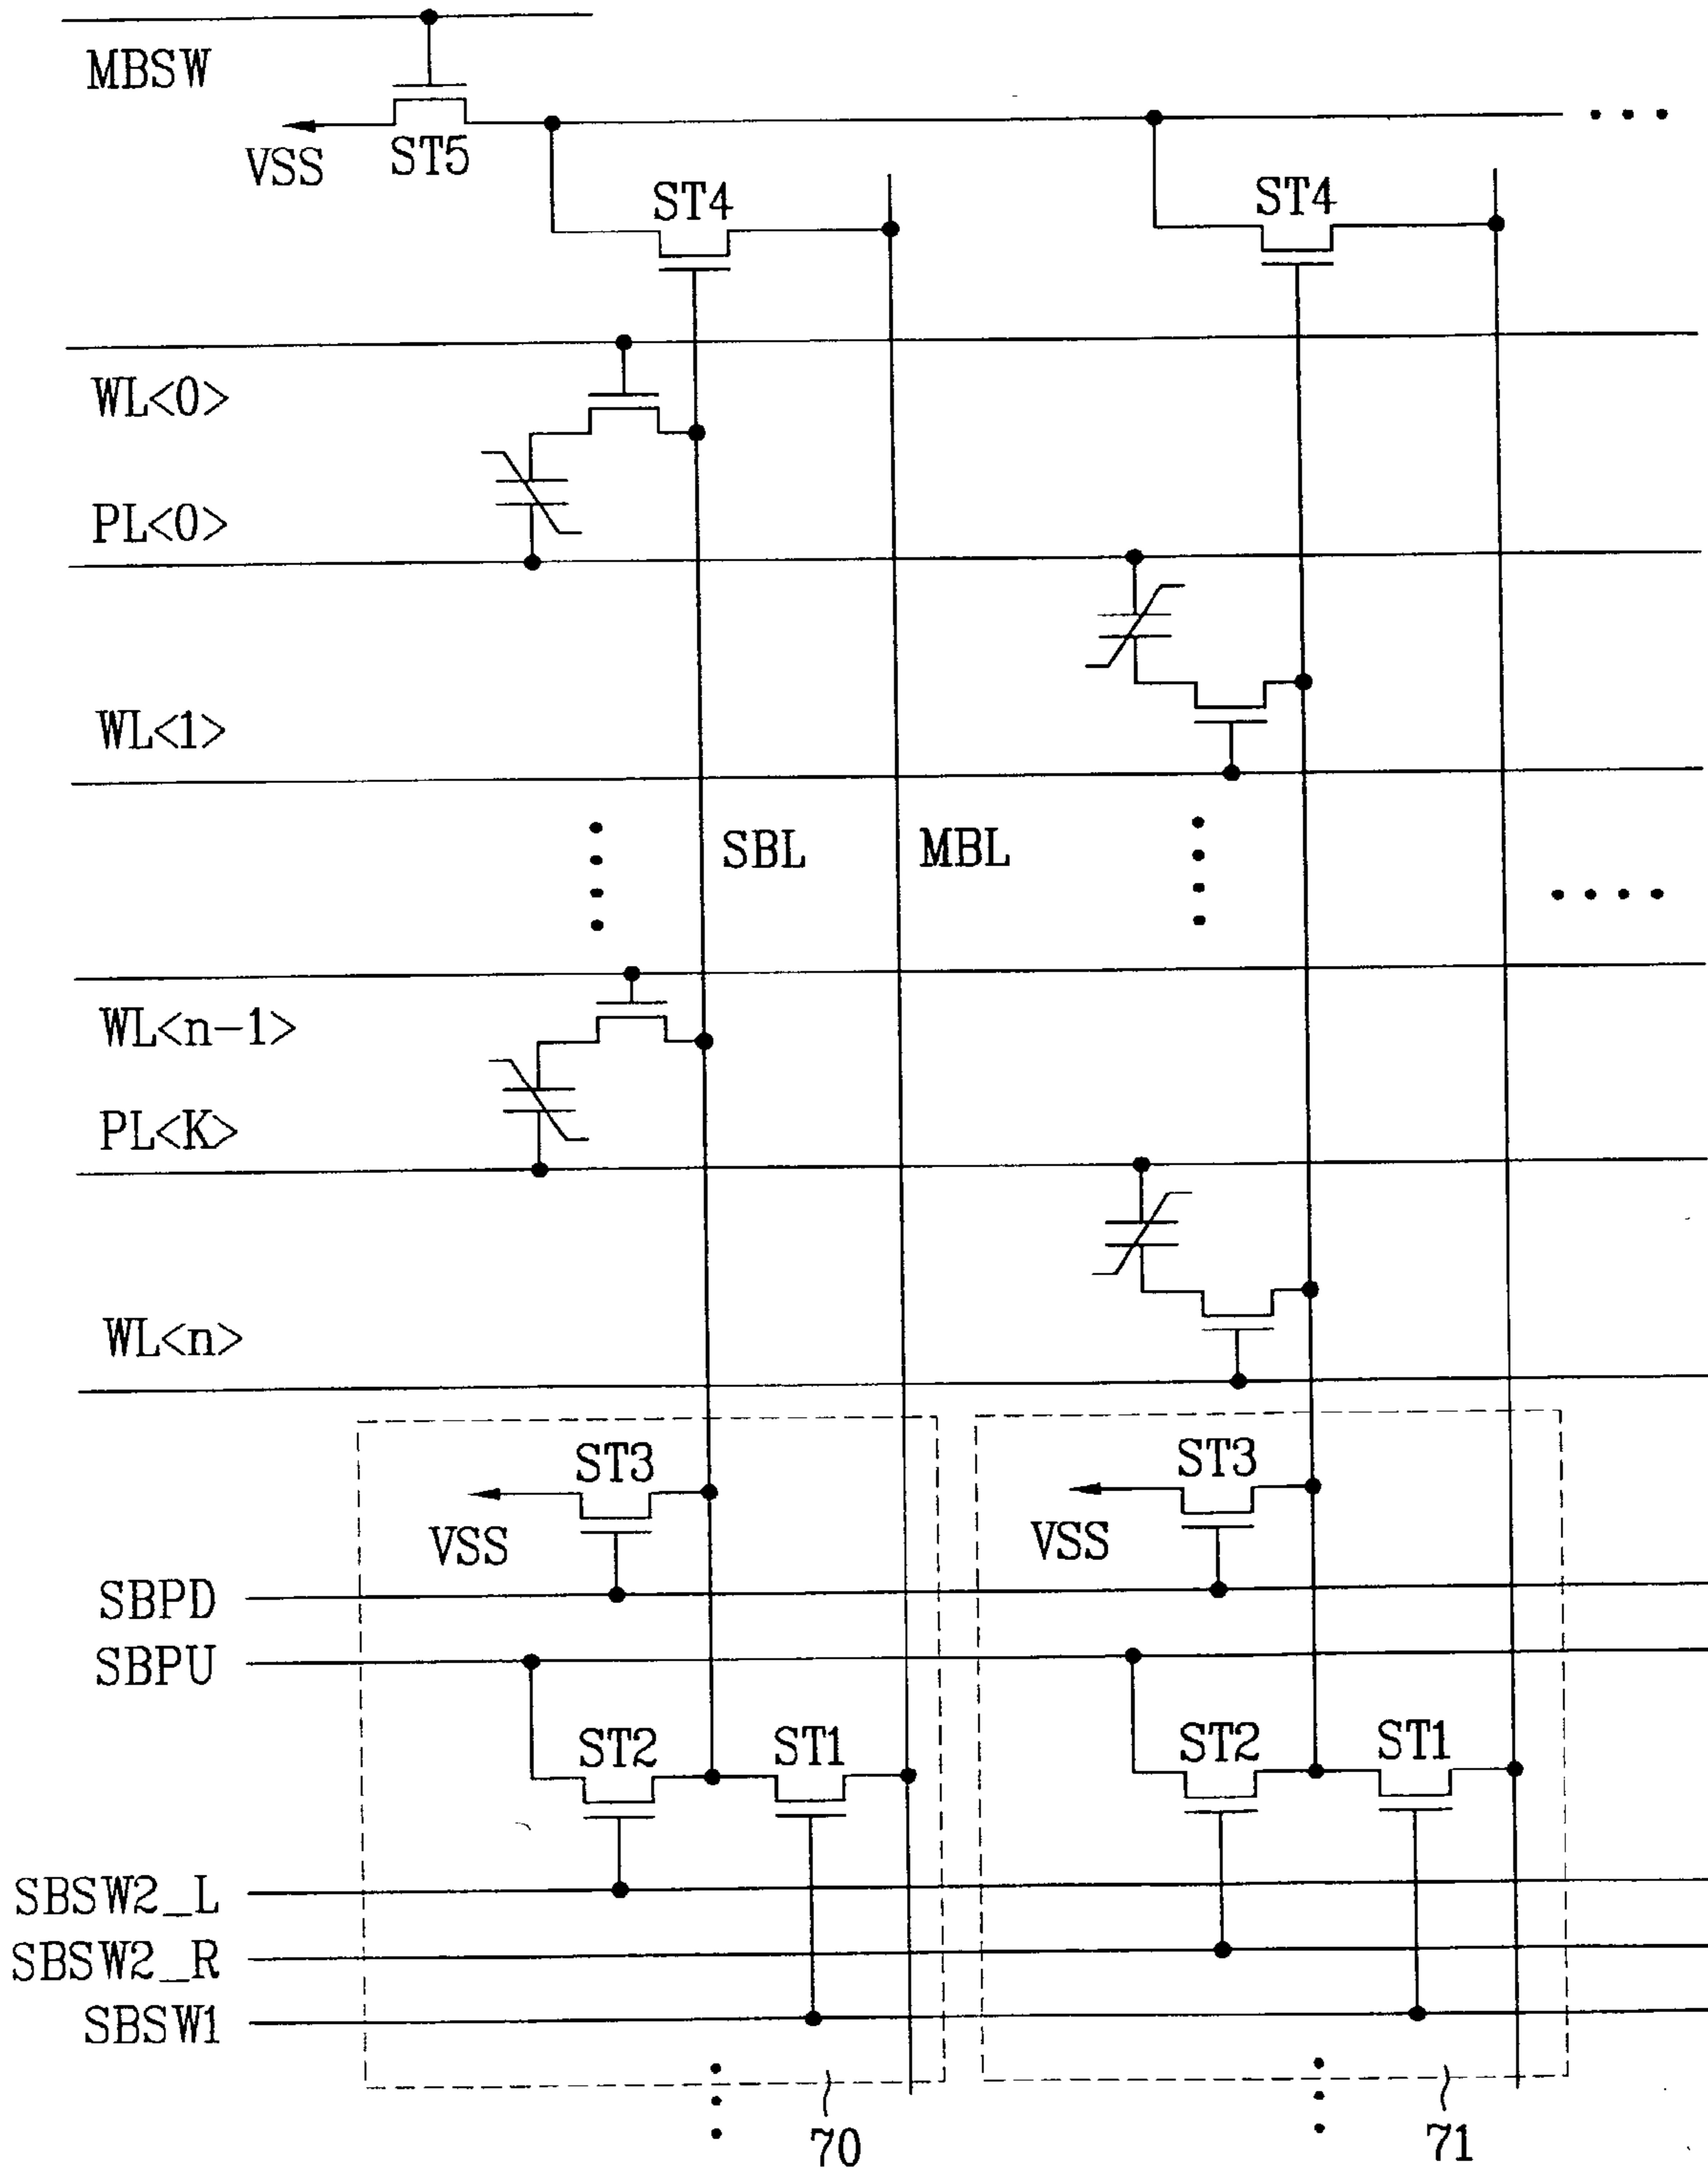 MBSW
VSS
ST5
ST4
ST4
WL<0>
PL<0>
WL<1>
SBL
MBL
WL<n-1>
PL<K>
WL<n>
ST3
ST3
VSS
VSS
SBPD
SBPU
ST2
ST1
ST2
ST1
SBSW2_L
SBSW2_R
SBSW1
70
71